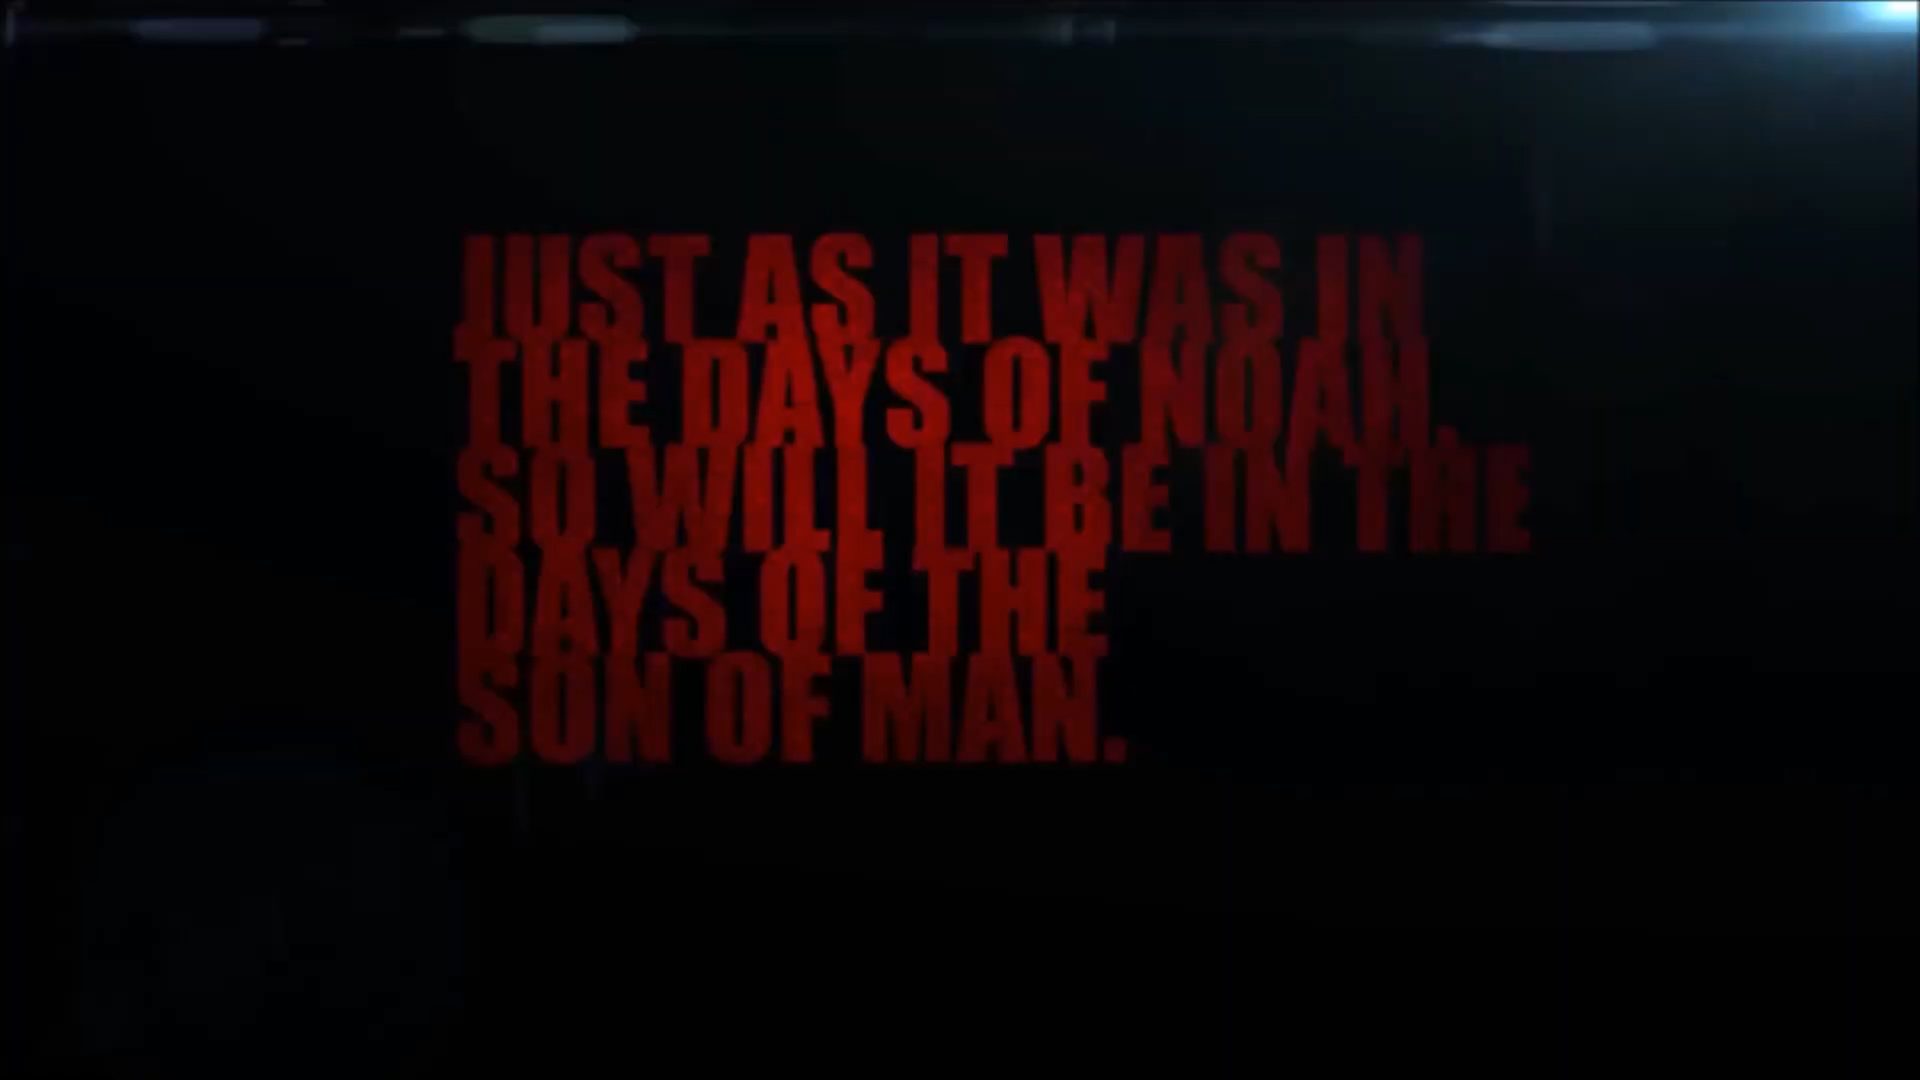 JUST AS IT WAS IN
THE DAYS OF NOAH,
SO WILL IT BE IN THE
DAYS OF THE
SON OF MAN.